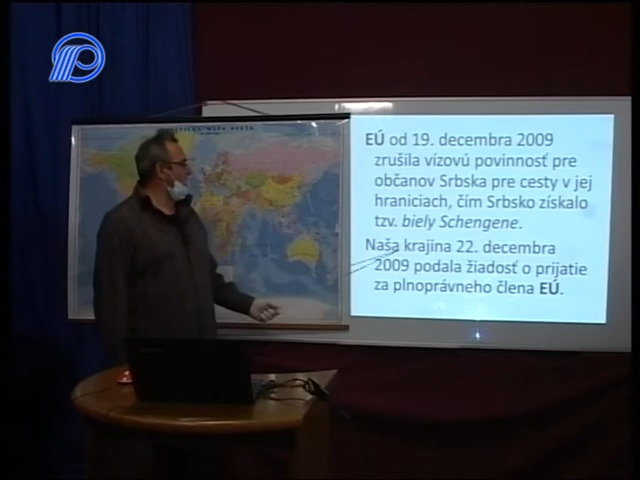 EÚ od 19. decembra 2009
zrušila vízovú povinnosť pre
občanov Srbska pre cesty v jej
hraniciach, čím Srbsko získalo
tzv. biely Schengene.
Naša krajina 22. decembra
2009 podala žiadosť o prijatie
za plnoprávneho člena EÚ.